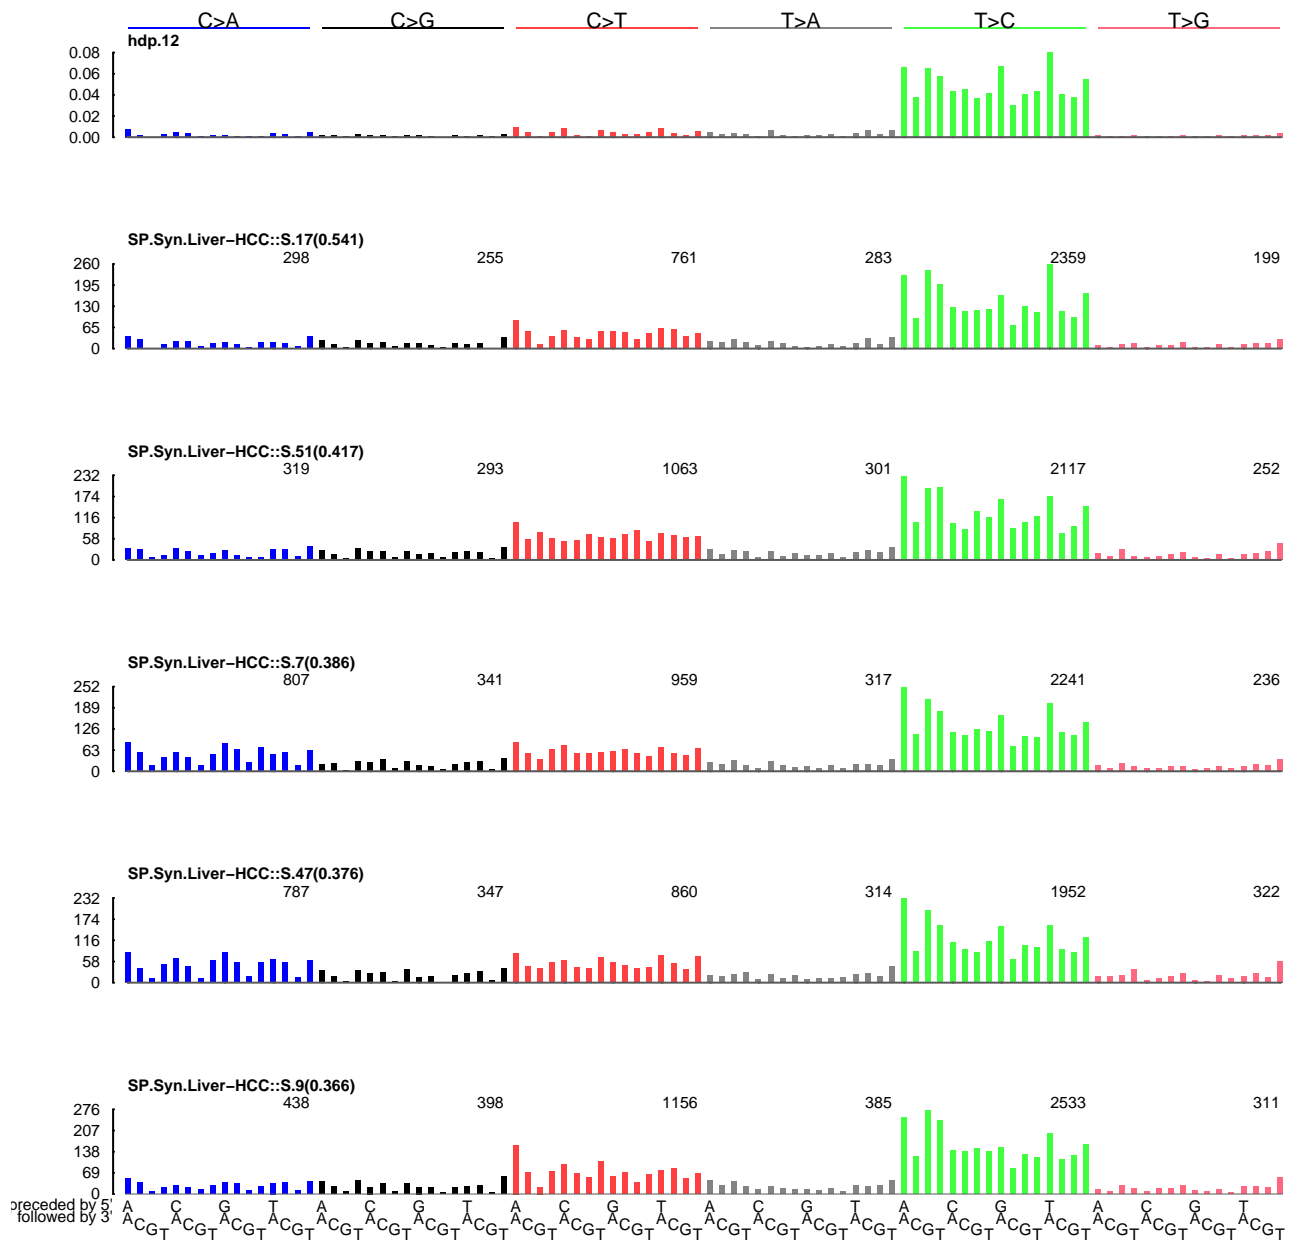 C>A C>G C>T T>A T>C T>G
hdp.12
0.08
0.06
0.04
0.02
0.00
SP.Syn.Liver−HCC::S.17(0.541)
298 255 761 283 2359 199
260
195
130
65
0
SP.Syn.Liver−HCC::S.51(0.417)
319 293 1063 301 2117 252
232
174
116
58
0
SP.Syn.Liver−HCC::S.7(0.386)
807 341 959 317 2241 236
252
189
126
63
0
SP.Syn.Liver−HCC::S.47(0.376)
787 347 860 314 1952 322
232
174
116
58
0
SP.Syn.Liver−HCC::S.9(0.366)
438 398 1156 385 2533 311
276
207
138
69
0
preceded by 5' A C G T A C G T A C G T A C G T A C G T A C G T
followed by 3' A C G T A C G T A C G T A C G T A C G T A C G T A C G T A C G T A C G T A C G T A C G T A C G T A C G T A C G T A C G T A C G T A C G T A C G T A C G T A C G T A C G T A C G T A C G T A C G T